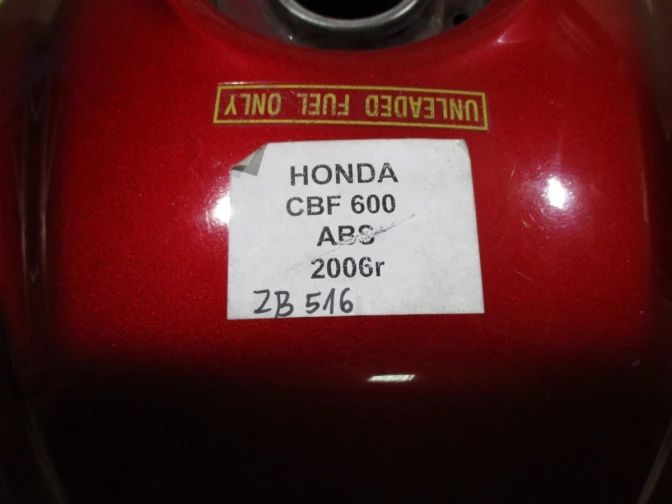 UNLEADED FUEL ONLY
HONDA
CBF 600
ABS
2006r
ZB 516